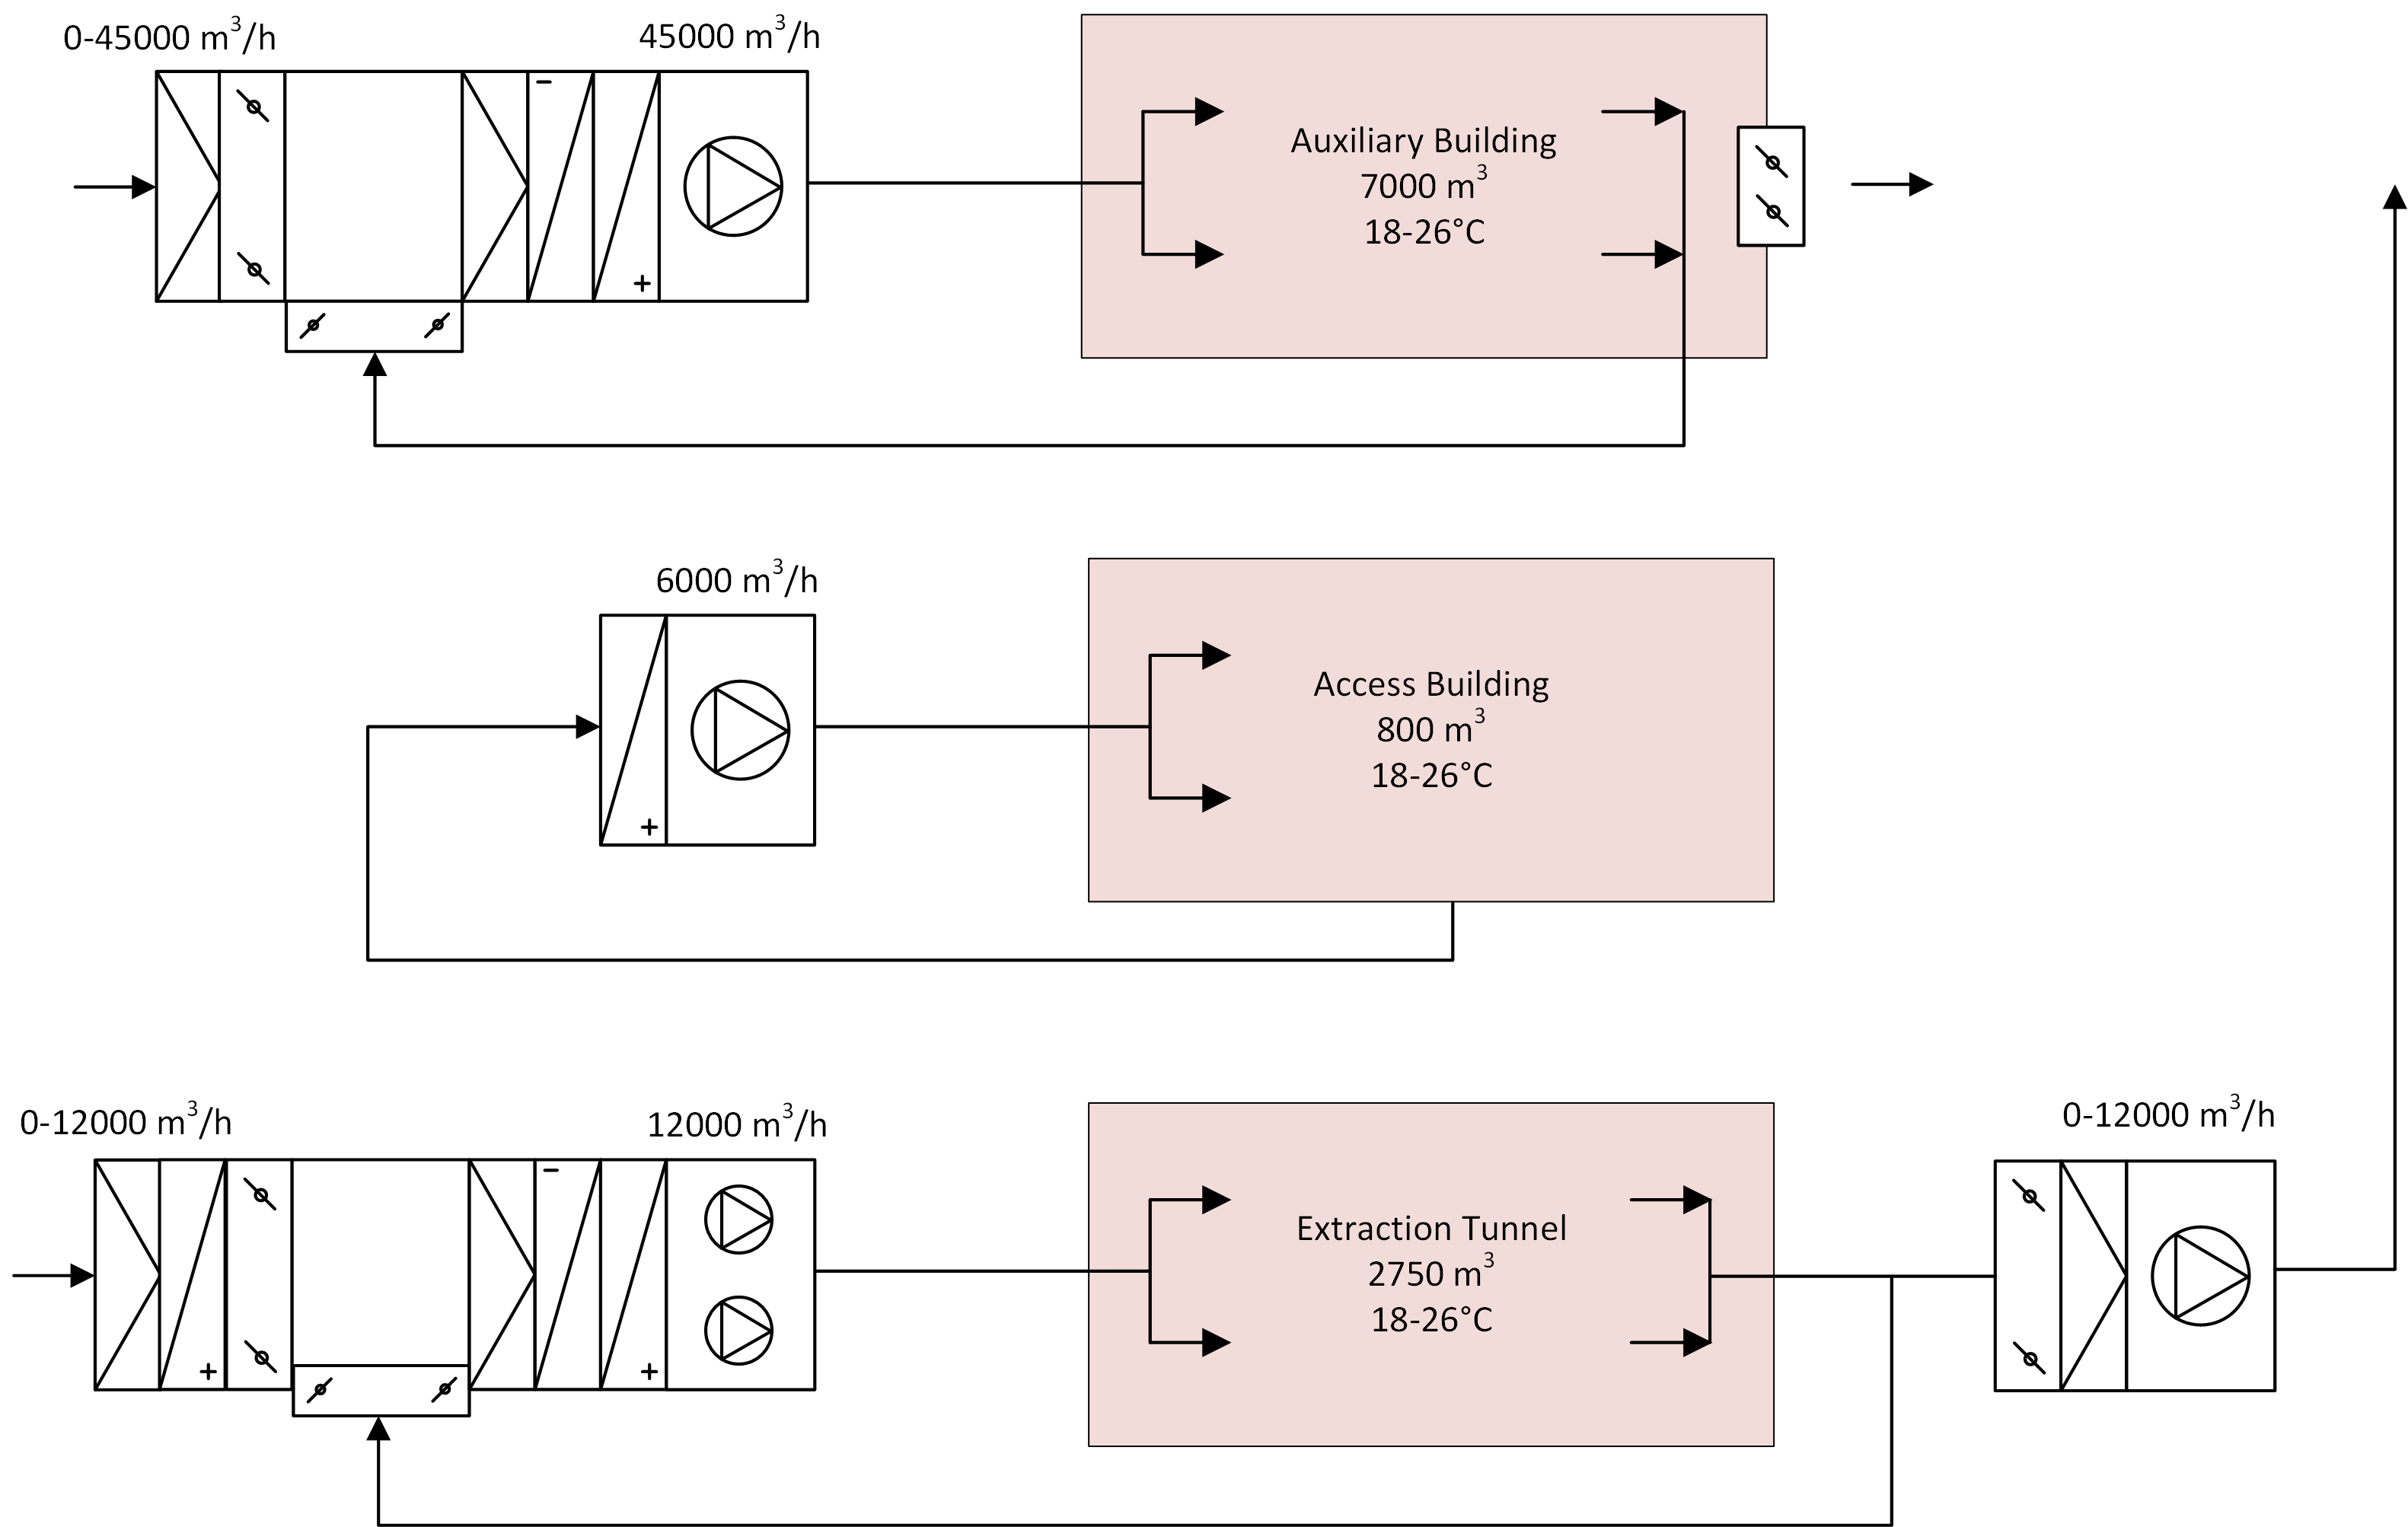 0-45000 m³/h
45000 m³/h
−
+
Auxiliary Building
7000 m³
18-26°C
6000 m³/h
+
Access Building
800 m³
18-26°C
0-12000 m³/h
12000 m³/h
0-12000 m³/h
+
−
+
Extraction Tunnel
2750 m³
18-26°C